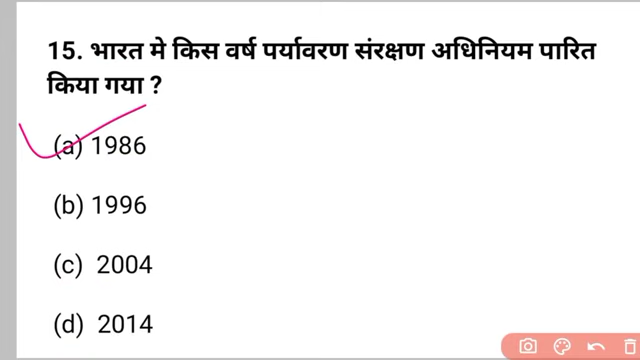 15. भारत मे किस वर्ष पर्यावरण संरक्षण अधिनियम पारित
किया गया ?
(a) 1986
(b) 1996
(c) 2004
(d) 2014